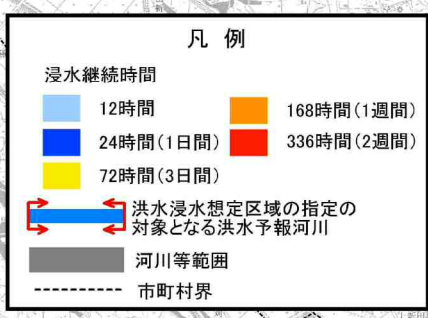 凡 例
浸水継続時間
12時間
24時間(1日間)
72時間(3日間)
168時間(1週間)
336時間(2週間)
洪水浸水想定区域の指定の
対象となる洪水予報河川
河川等範囲
市町村界